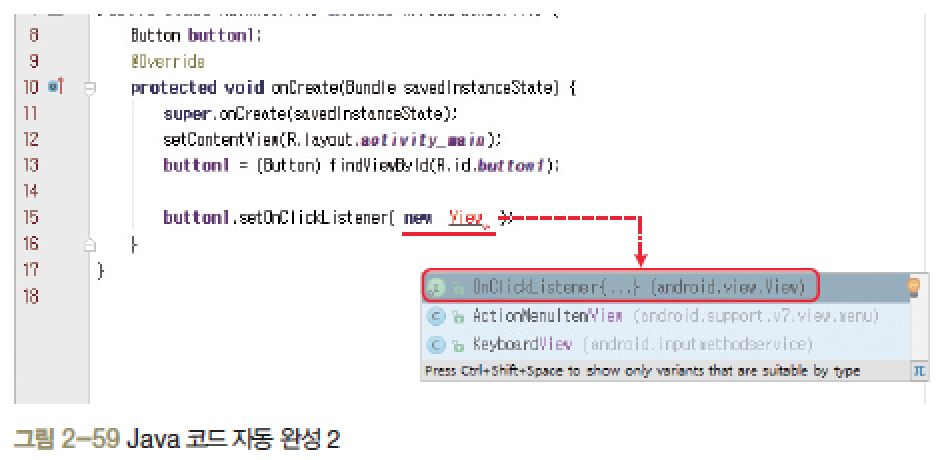 8 Button button1;
9 @Override
10 protected void onCreate(Bundle savedInstanceState) {
11 super.onCreate(savedInstanceState);
12 setContentView(R.layout.activity_main);
13 button1 = (Button) findViewById(R.id.button1);
14
15 button1.setOnClickListener( new View );
16 }
17 }
18
OnClickListener{...} (android.view.View)
ActionMenuItemView (android.support.v7.view.menu)
KeyboardView (android.inputmethodservice)
Press Ctrl+Shift+Space to show only variants that are suitable by type π
그림 2-59 Java 코드 자동 완성 2